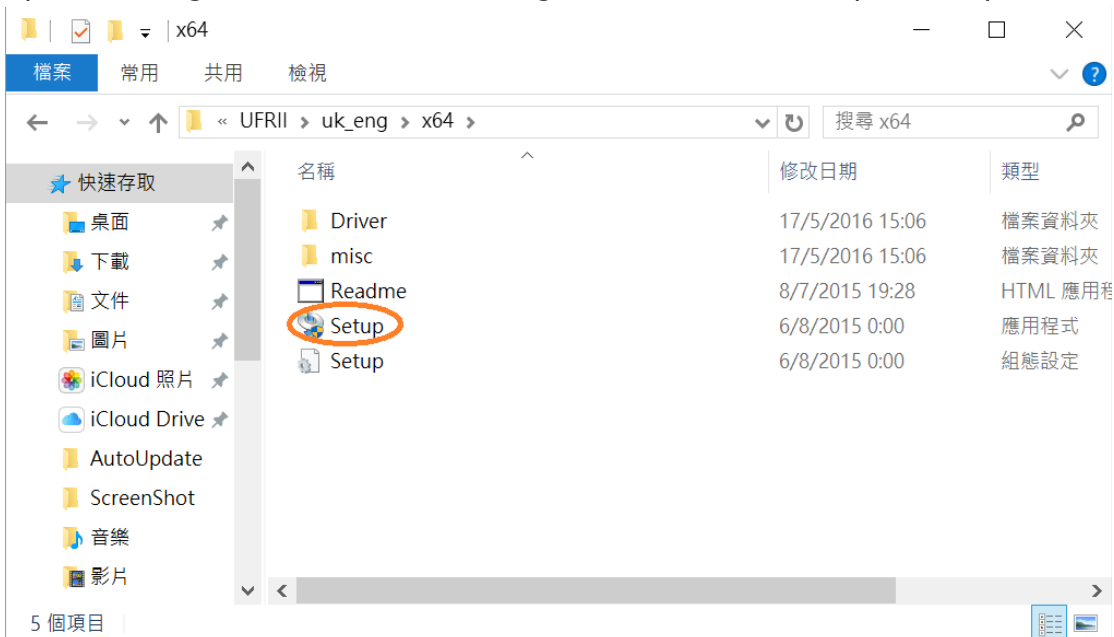 x64
檔案 常用 共用 檢視
« UFRII > uk_eng > x64 > 搜尋 x64
名稱 修改日期 類型
快速存取
桌面
下載
文件
圖片
iCloud 照片
iCloud Drive
AutoUpdate
ScreenShot
音樂
影片
Driver 17/5/2016 15:06 檔案資料夾
misc 17/5/2016 15:06 檔案資料夾
Readme 8/7/2015 19:28 HTML 應用程
Setup 6/8/2015 0:00 應用程式
Setup 6/8/2015 0:00 組態設定
5 個項目